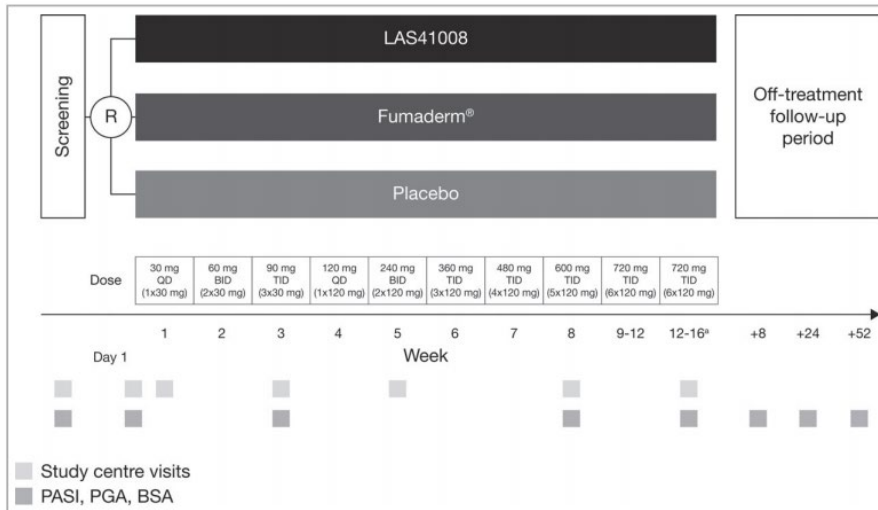 LAS41008
Screening
R
Fumaderm®
Placebo
Off-treatment
follow-up
period
Dose
30 mg
QD
(1x30 mg)
60 mg
BID
(2x30 mg)
90 mg
TID
(3x30 mg)
120 mg
QD
(1x120 mg)
240 mg
BID
(2x120 mg)
360 mg
TID
(3x120 mg)
480 mg
TID
(4x120 mg)
600 mg
TID
(5x120 mg)
720 mg
TID
(6x120 mg)
720 mg
TID
(6x120 mg)
1 2 3 4 5 6 7 8 9-12 12-16ª +8 +24 +52
Day 1 Week
Study centre visits
PASI, PGA, BSA